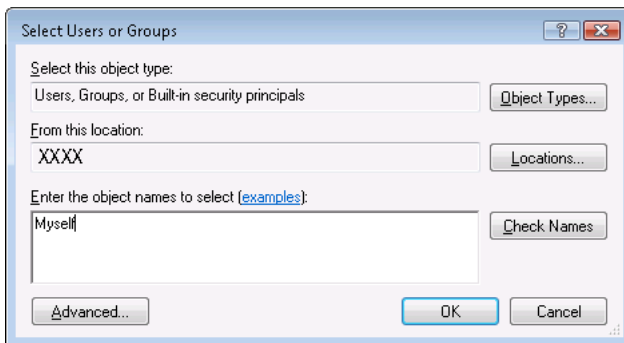 Select Users or Groups
Select this object type:
Users, Groups, or Built-in security principals
Object Types...
From this location:
XXXX
Locations...
Enter the object names to select (examples):
Myself
Check Names
Advanced...
OK
Cancel